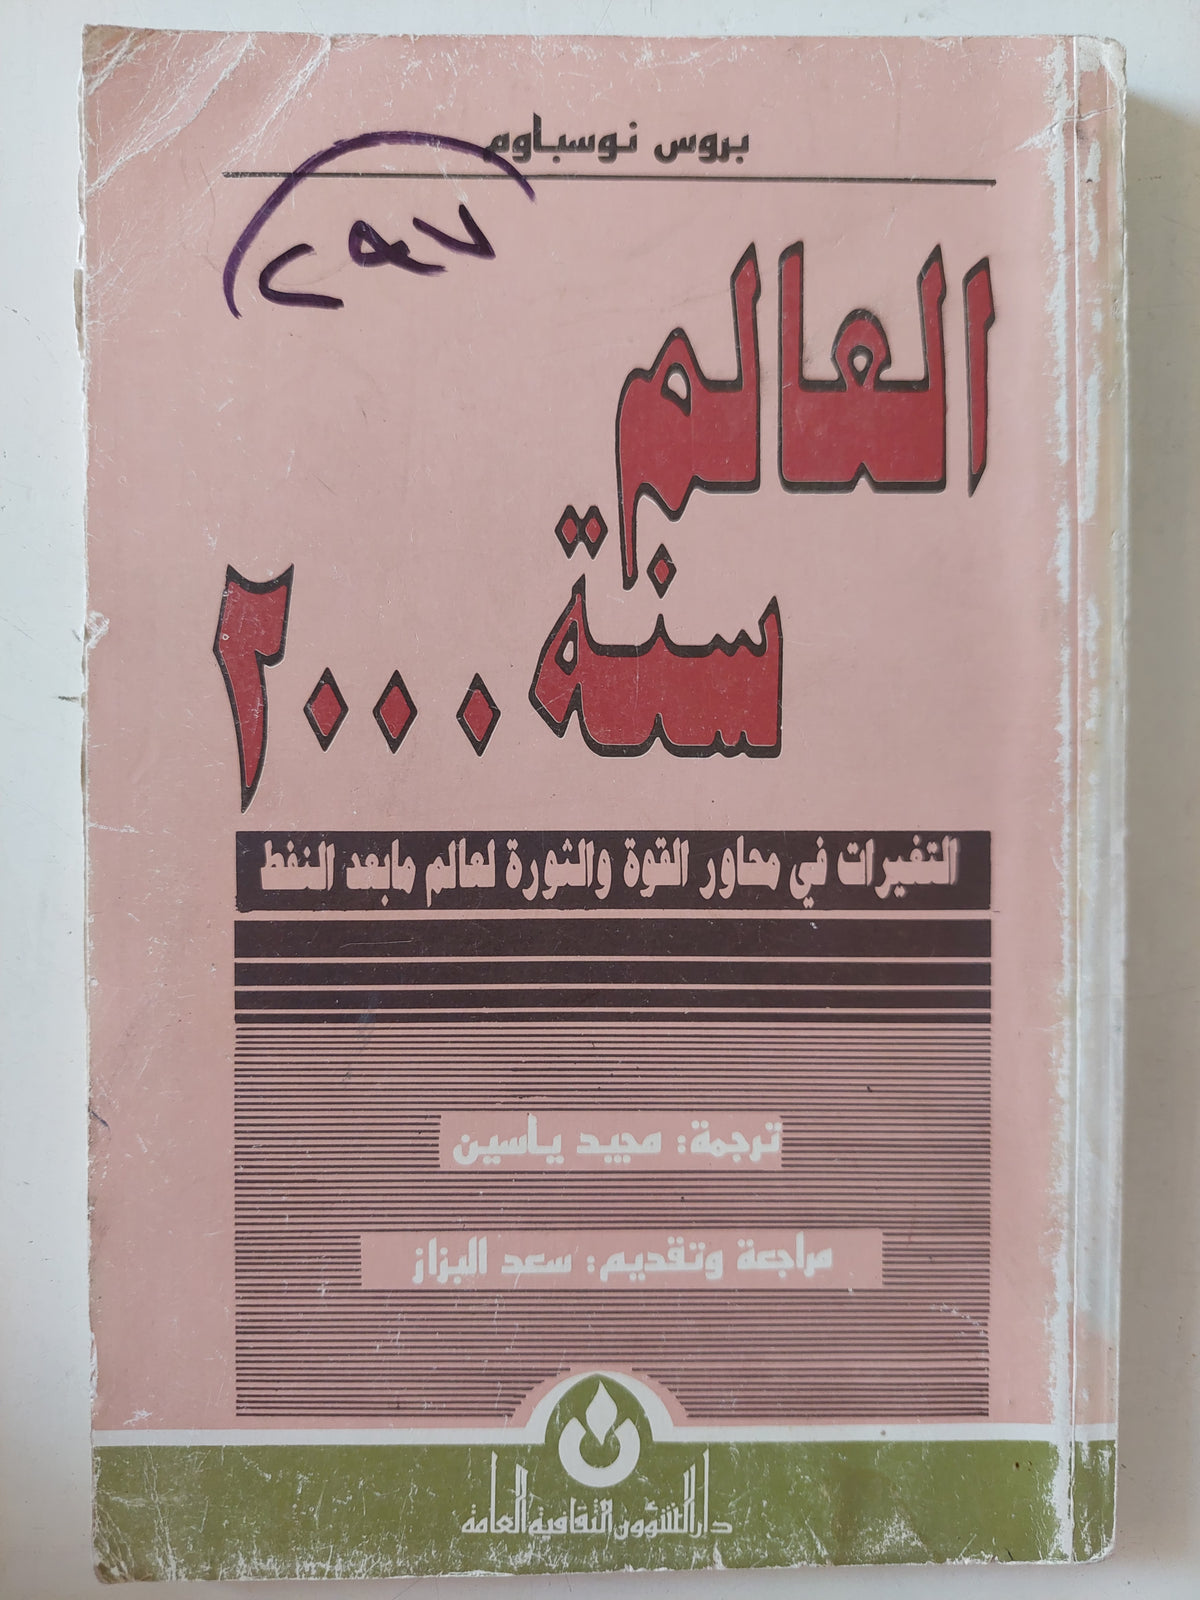 بروس نوسباوم
العالم
سنة ٢٠٠٠
التغيرات في محاور القوة والثورة لعالم مابعد النفط
ترجمة: مجيد ياسين
مراجعة وتقديم: سعد البزاز
دار الشؤون الثقافية العامة